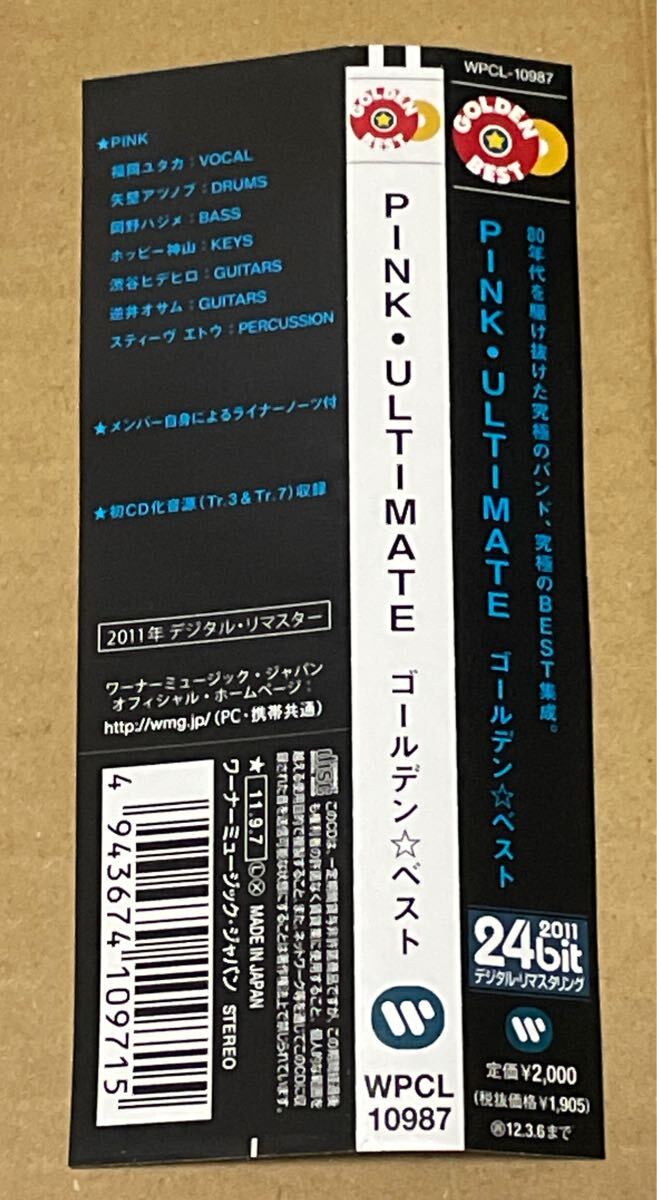 ★PINK
福岡ユタカ：VOCAL
矢壁アツノブ：DRUMS
岡野ハジメ：BASS
ホッピー神山：KEYS
渋谷ヒデヒロ：GUITARS
逆井オサム：GUITARS
スティーヴ エトウ：PERCUSSION
★メンバー自身によるライナーノーツ付
★初CD化音源（Tr.3＆Tr.7）収録
2011年 デジタル・リマスター
ワーナーミュージック・ジャパン
オフィシャル・ホームページ：
http://wmg.jp/（PC・携帯共通）
disc
★ 11.9.7 Ⓛ Ⓧ MADE IN JAPAN
ワーナーミュージック・ジャパン STEREO
4 943674 109715
GOLDEN BEST
PINK・ULTIMATE ゴールデン☆ベスト
WPCL
10987
WPCL-10987
GOLDEN BEST
80年代を駆け抜けた究極のバンド、究極のBEST集成。
PINK・ULTIMATE ゴールデン☆ベスト
2011
24bit
デジタル・リマスタリング
定価¥2,000
（税抜価格¥1,905）
12.3.6まで